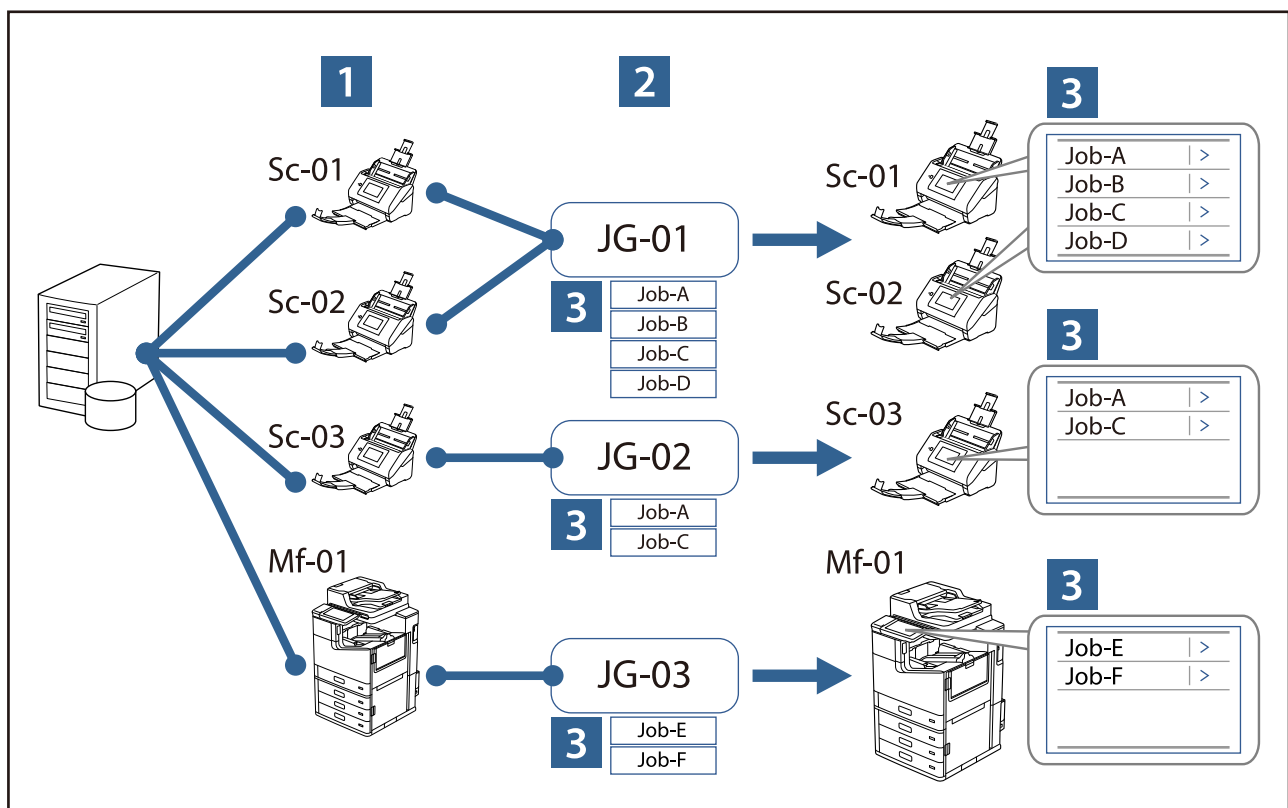 1
2
3
Sc-01
Sc-01
Job-A >
Job-B >
Job-C >
Job-D >
JG-01
Sc-02
Sc-02
3
Job-A
Job-B
Job-C
Job-D
3
Sc-03
Sc-03
Job-A >
Job-C >
JG-02
3
Job-A
Job-C
Mf-01
Mf-01
3
Job-E >
Job-F >
JG-03
3
Job-E
Job-F